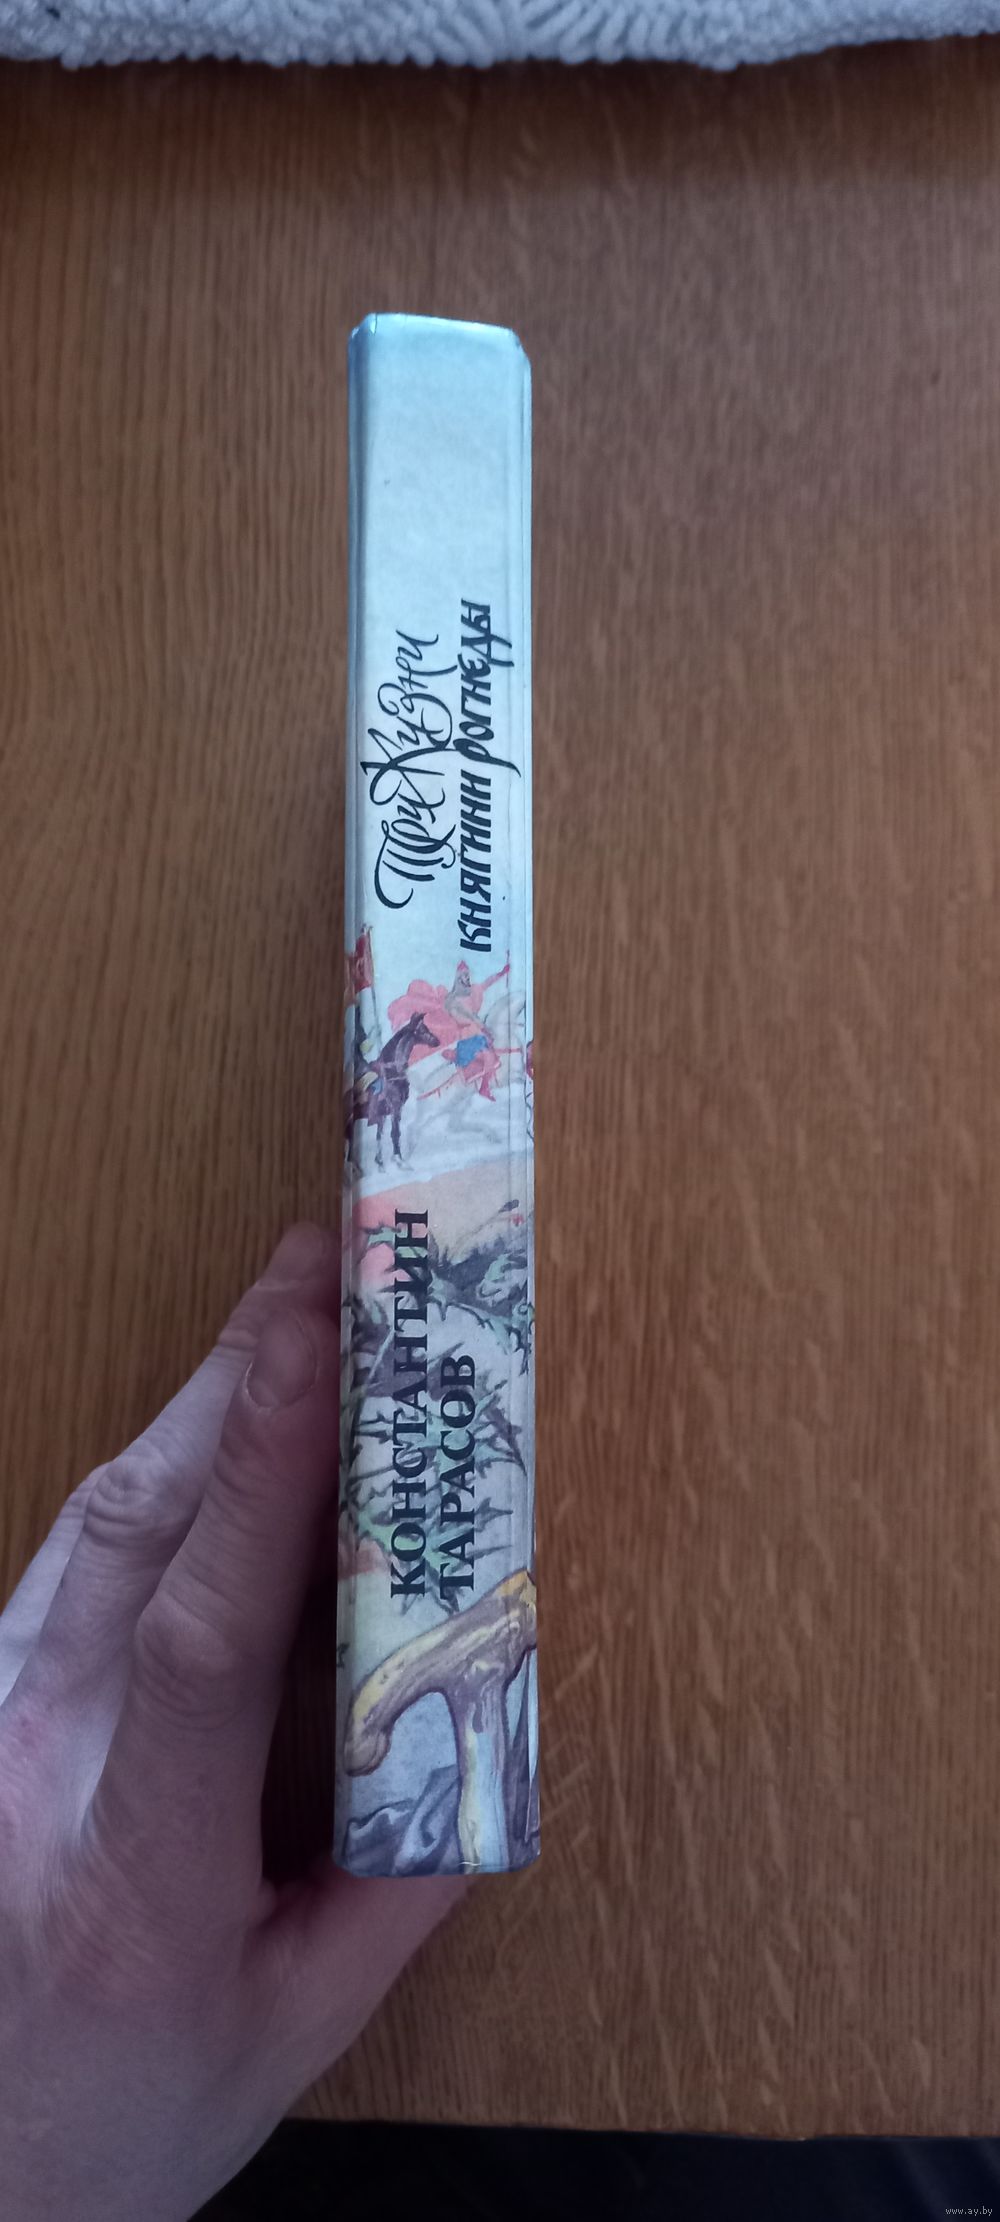 КОНСТАНТИН
ТАРАСОВ
Три Жизни
КНЯГИНИ РОГНЕДЫ
www.ay.by